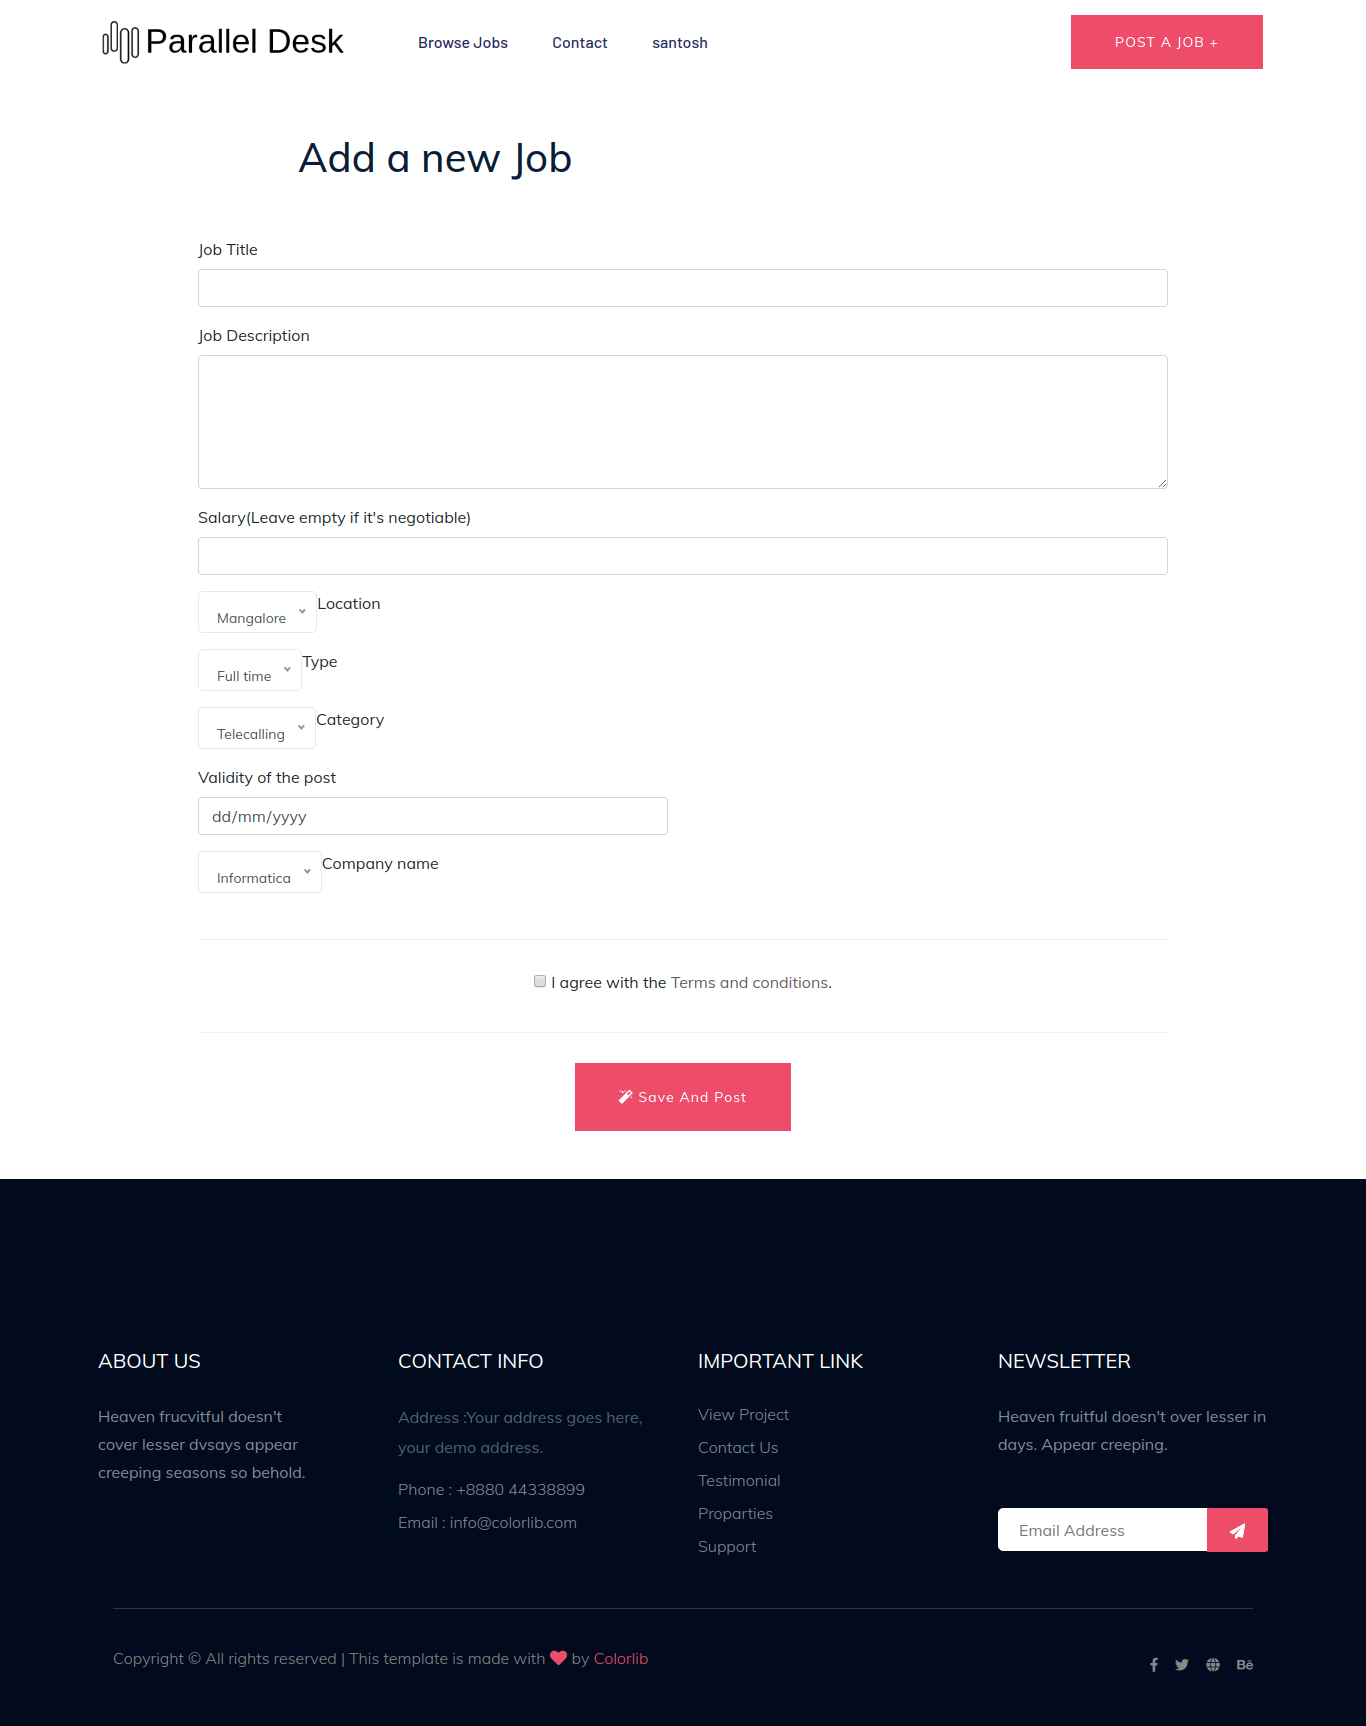 Parallel Desk
Browse Jobs
Contact
santosh
POST A JOB +
Add a new Job
Job Title
Job Description
Salary(Leave empty if it's negotiable)
Mangalore
Location
Full time
Type
Telecalling
Category
Validity of the post
dd/mm/yyyy
Informatica
Company name
I agree with the Terms and conditions.
Save And Post
ABOUT US
Heaven frucvitful doesn't
cover lesser dvsays appear
creeping seasons so behold.
CONTACT INFO
Address :Your address goes here,
your demo address.
Phone : +8880 44338899
Email : info@colorlib.com
IMPORTANT LINK
View Project
Contact Us
Testimonial
Proparties
Support
NEWSLETTER
Heaven fruitful doesn't over lesser in
days. Appear creeping.
Email Address
Copyright © All rights reserved | This template is made with by Colorlib
Bē